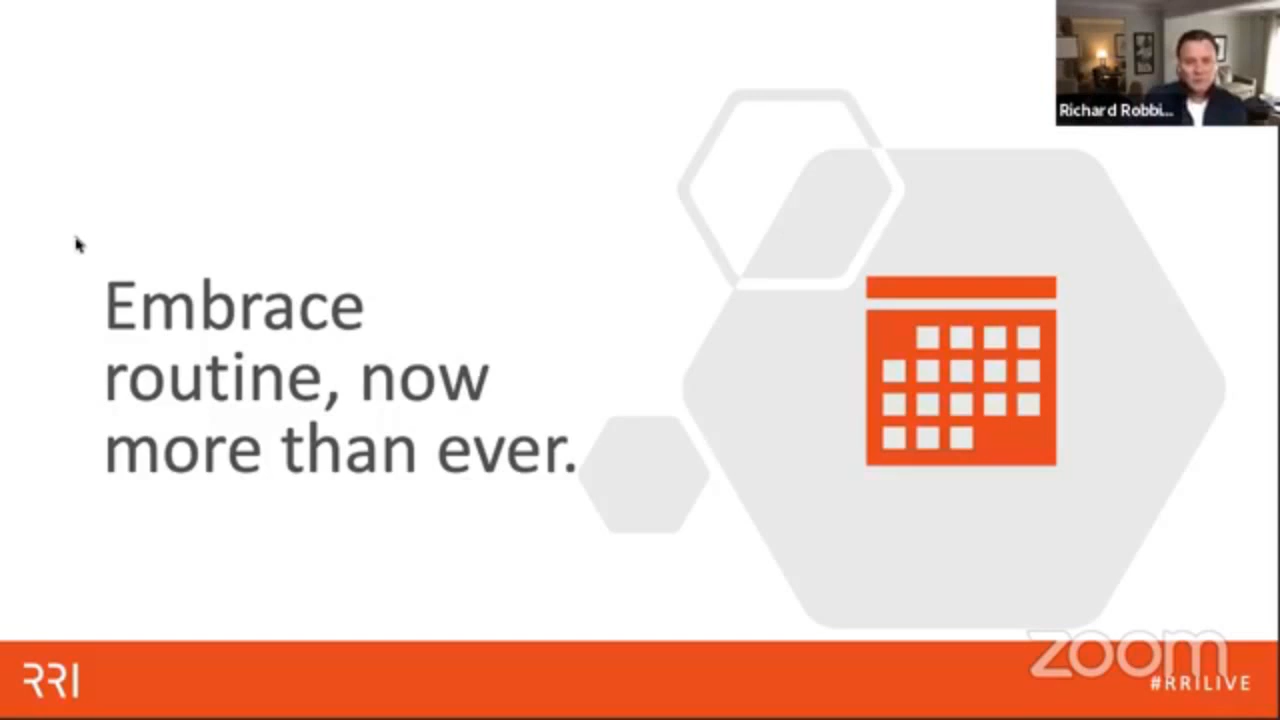 Richard Robbi...
Embrace
routine, now
more than ever.
zoom
RRI
#RRILIVE